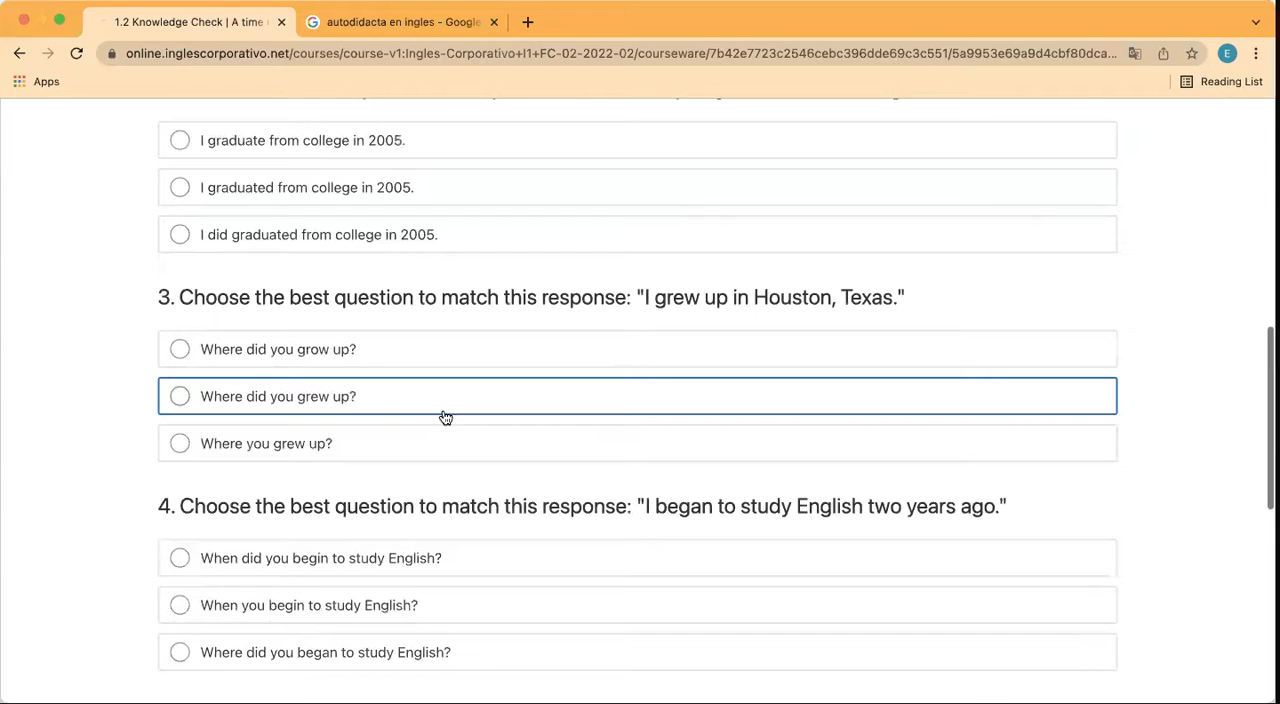 1.2 Knowledge Check | A time
autodidacta en ingles - Google
online.inglescorporativo.net/courses/course-v1:Ingles-Corporativo+I1+FC-02-2022-02/courseware/7b42e7723c2546cebc396dde69c3c551/5a9953e69a9d4cbf80dca...
E
Apps
Reading List
I graduate from college in 2005.
I graduated from college in 2005.
I did graduated from college in 2005.
3. Choose the best question to match this response: "I grew up in Houston, Texas."
Where did you grow up?
Where did you grew up?
Where you grew up?
4. Choose the best question to match this response: "I began to study English two years ago."
When did you begin to study English?
When you begin to study English?
Where did you began to study English?